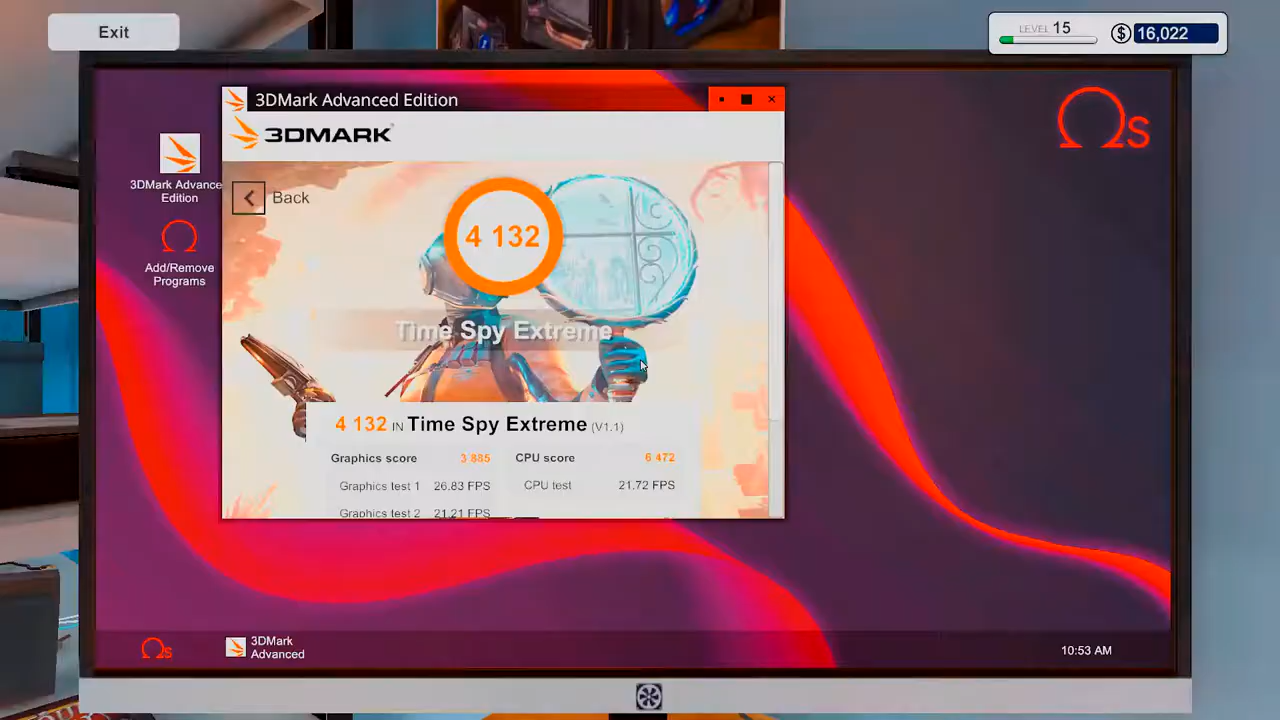 Exit
LEVEL 15
$ 16,022
3DMark Advanced Edition
3DMARK
Back
4 132
Time Spy Extreme
4 132 IN Time Spy Extreme (V1.1)
Graphics score 3 885 CPU score 6 472
Graphics test 1 26.83 FPS CPU test 21.72 FPS
Graphics test 2 21.21 FPS
3DMark Advance
Edition
Add/Remove
Programs
Ωs
Ωs
3DMark
Advanced
10:53 AM